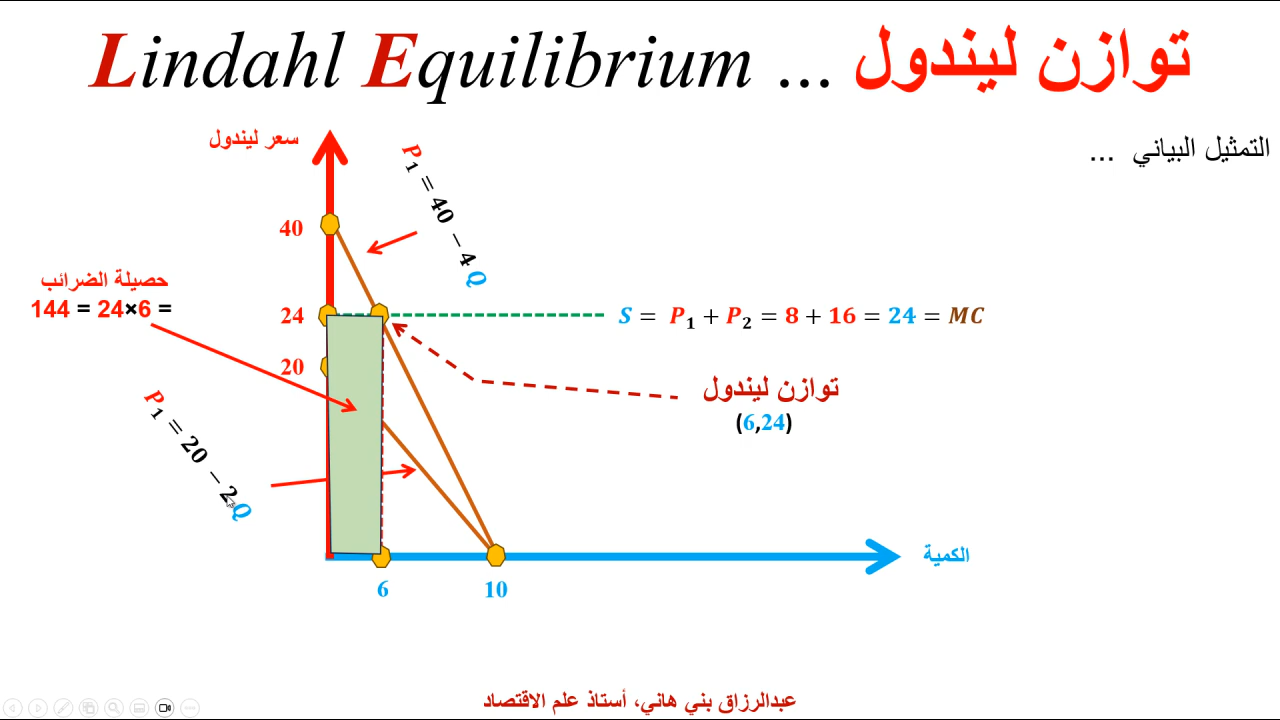 Lindahl Equilibrium ... توازن ليندول
التمثيل البياني ...
سعر ليندول
P₁ = 40 − 4Q
40
حصيلة الضرائب
144 = 24×6 =
24
S = P₁ + P₂ = 8 + 16 = 24 = MC
20
توازن ليندول
(6,24)
P₁ = 20 − 2Q
الكمية
6
10
عبدالرزاق بني هاني، أستاذ علم الاقتصاد